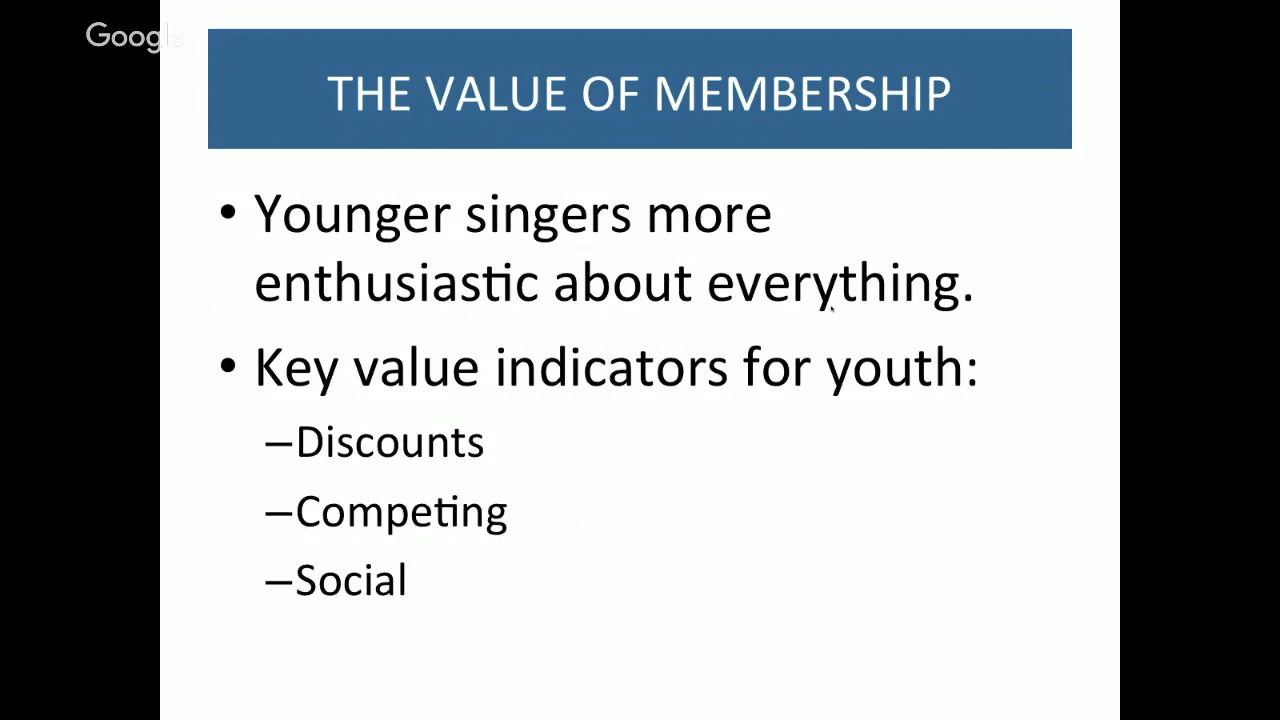 Google
THE VALUE OF MEMBERSHIP
• Younger singers more
enthusiastic about everything.
• Key value indicators for youth:
–Discounts
–Competing
–Social